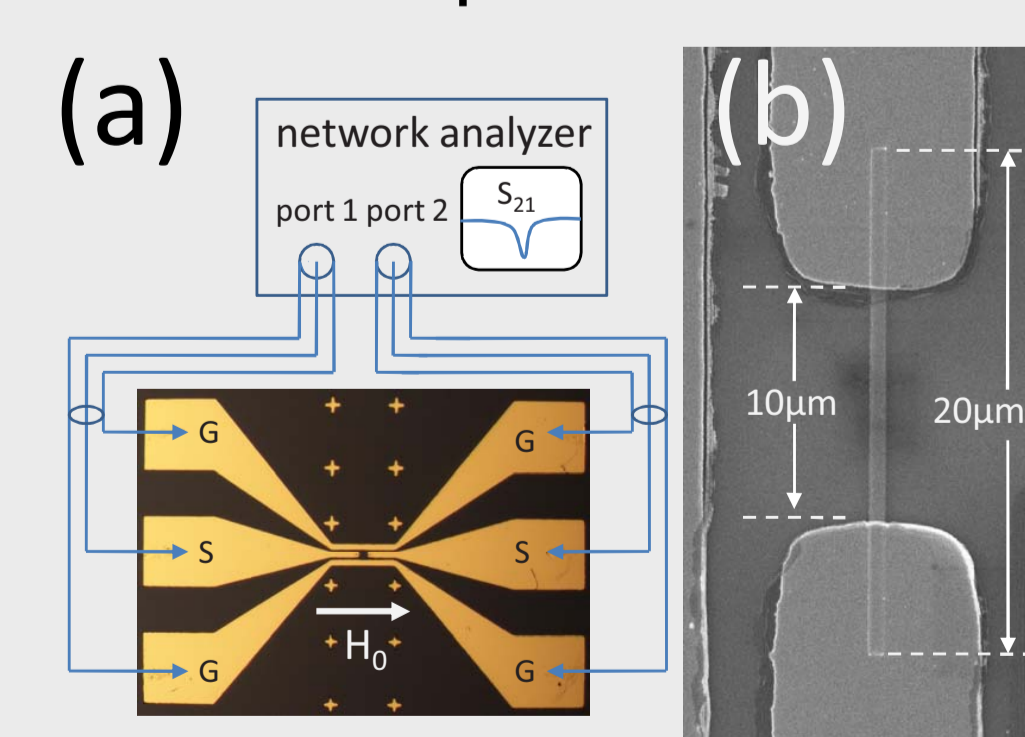 (a)
network analyzer
S21
port 1 port 2
G
G
S
S
H0
G
G
(b)
10µm
20µm